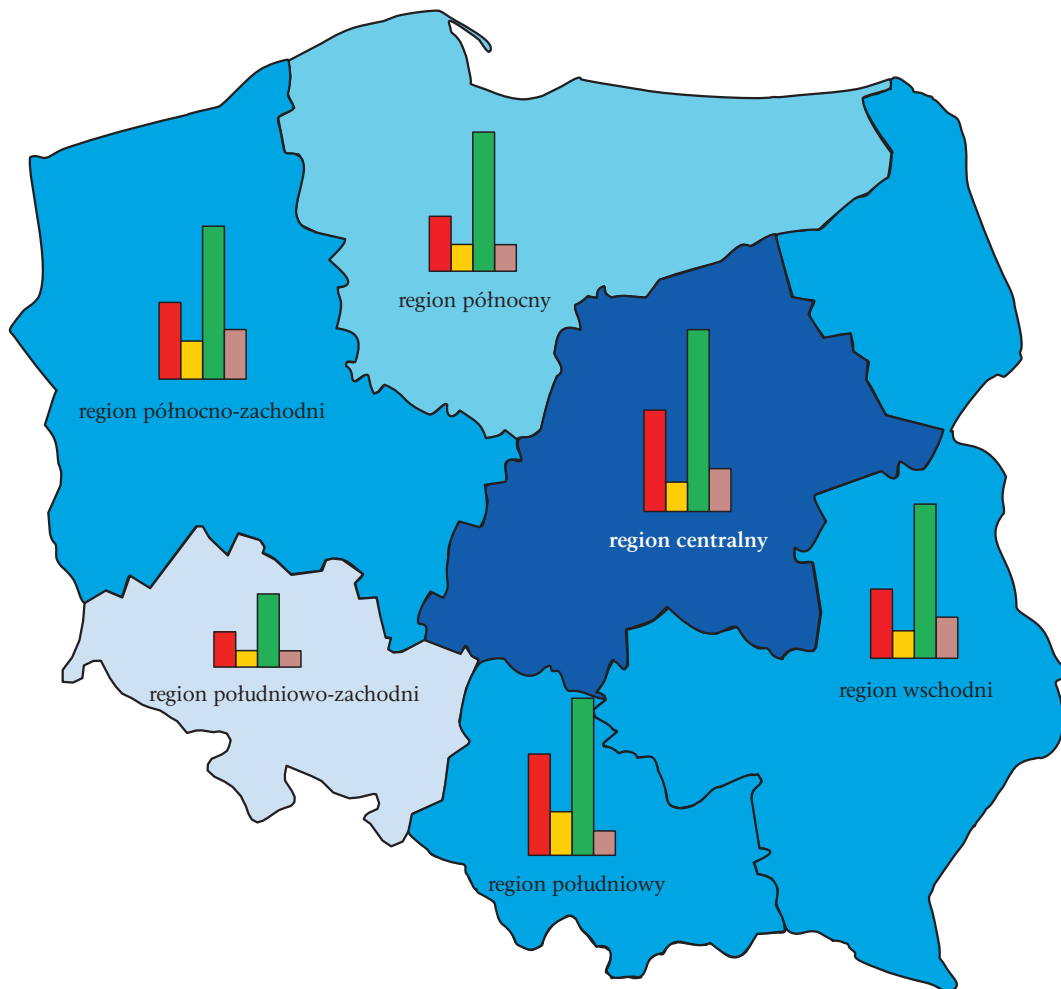 region północny
region północno-zachodni
region centralny
region południowo-zachodni
region wschodni
region południowy